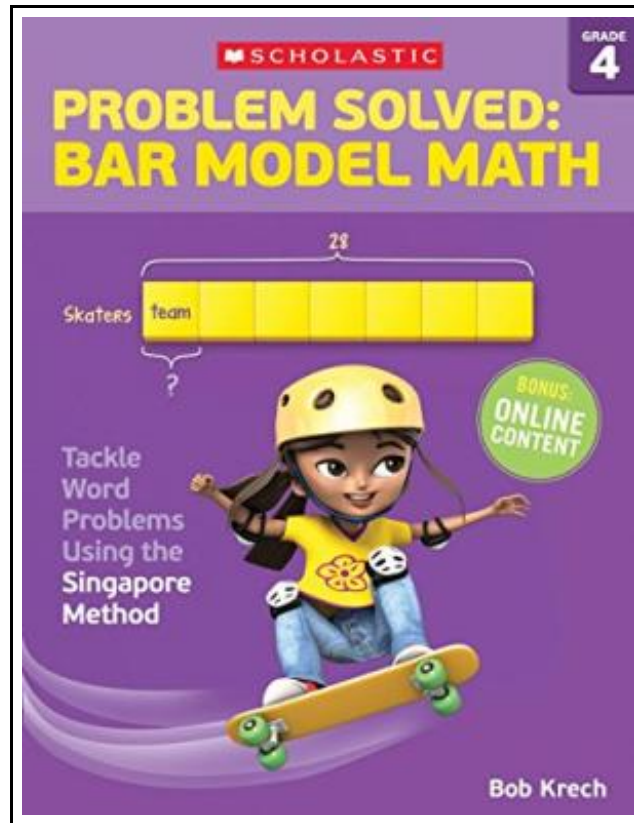 SCHOLASTIC
GRADE
4
PROBLEM SOLVED:
BAR MODEL MATH
28
Skaters
team
?
BONUS:
ONLINE
CONTENT
Tackle
Word
Problems
Using the
Singapore
Method
Bob Krech